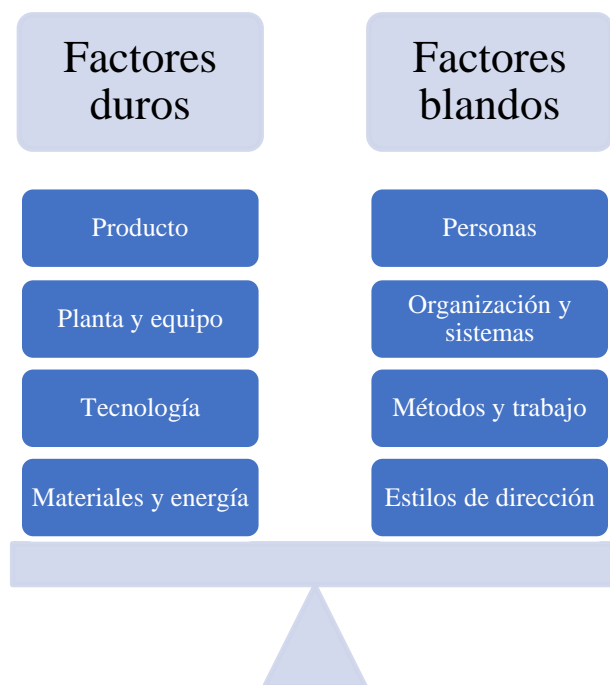 Factores
duros
Producto
Planta y equipo
Tecnología
Materiales y energía
Factores
blandos
Personas
Organización y
sistemas
Métodos y trabajo
Estilos de dirección